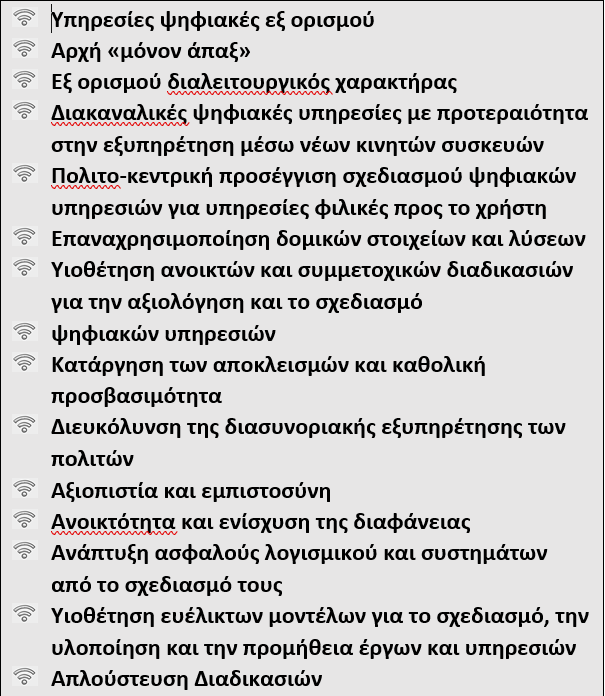 Υπηρεσίες ψηφιακές εξ ορισμού
Αρχή «μόνον άπαξ»
Εξ ορισμού διαλειτουργικός χαρακτήρας
Διακαναλικές ψηφιακές υπηρεσίες με προτεραιότητα
στην εξυπηρέτηση μέσω νέων κινητών συσκευών
Πολιτο-κεντρική προσέγγιση σχεδιασμού ψηφιακών
υπηρεσιών για υπηρεσίες φιλικές προς το χρήστη
Επαναχρησιμοποίηση δομικών στοιχείων και λύσεων
Υιοθέτηση ανοικτών και συμμετοχικών διαδικασιών
για την αξιολόγηση και το σχεδιασμό
ψηφιακών υπηρεσιών
Κατάργηση των αποκλεισμών και καθολική
προσβασιμότητα
Διευκόλυνση της διασυνοριακής εξυπηρέτησης των
πολιτών
Αξιοπιστία και εμπιστοσύνη
Ανοικτότητα και ενίσχυση της διαφάνειας
Ανάπτυξη ασφαλούς λογισμικού και συστημάτων
από το σχεδιασμό τους
Υιοθέτηση ευέλικτων μοντέλων για το σχεδιασμό, την
υλοποίηση και την προμήθεια έργων και υπηρεσιών
Απλούστευση Διαδικασιών